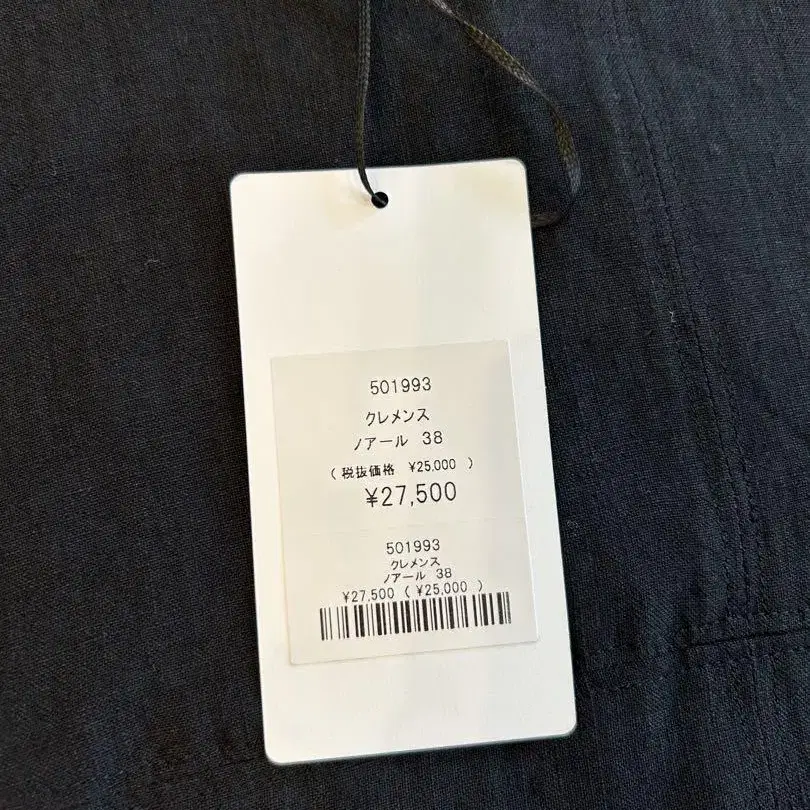 501993
クレメンス
ノアール 38
( 税抜価格 ¥25,000 )
¥27,500
501993
クレメンス
ノアール 38
¥27,500 ( ¥25,000 )